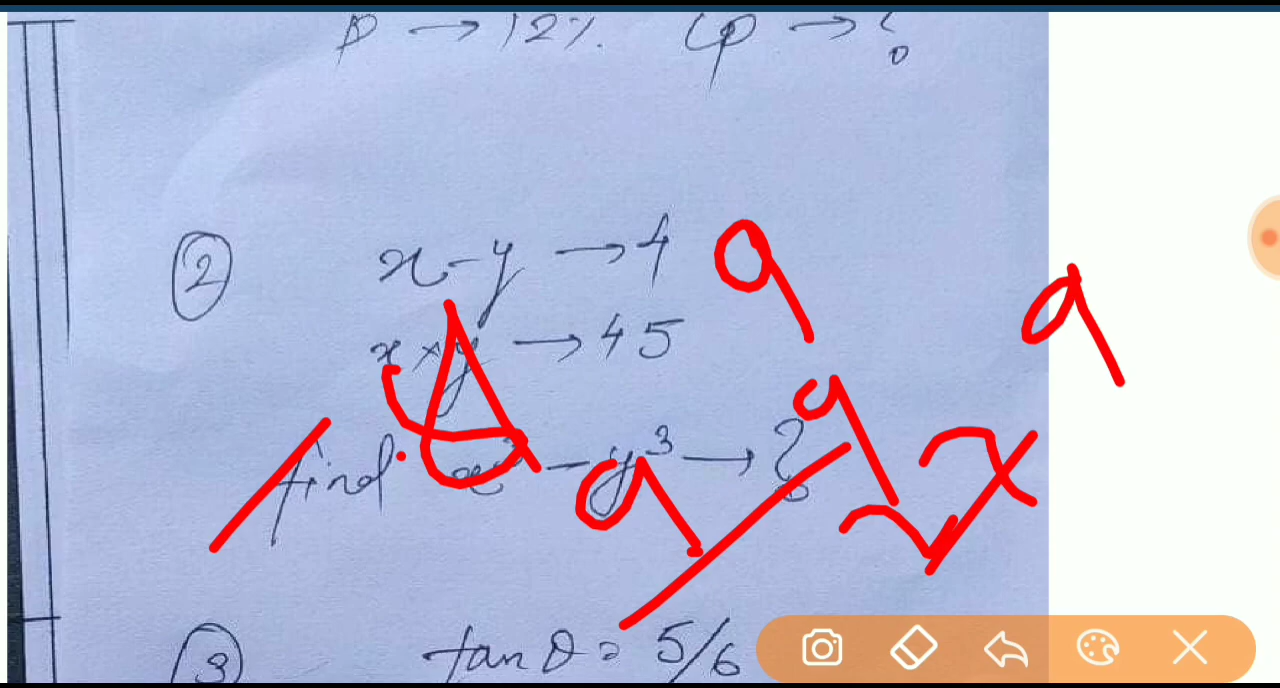 P → 12%. CP → ?
② x-y → 4
x×y → 45
find. x³ - y³ → ?
③ tan θ = 5/6